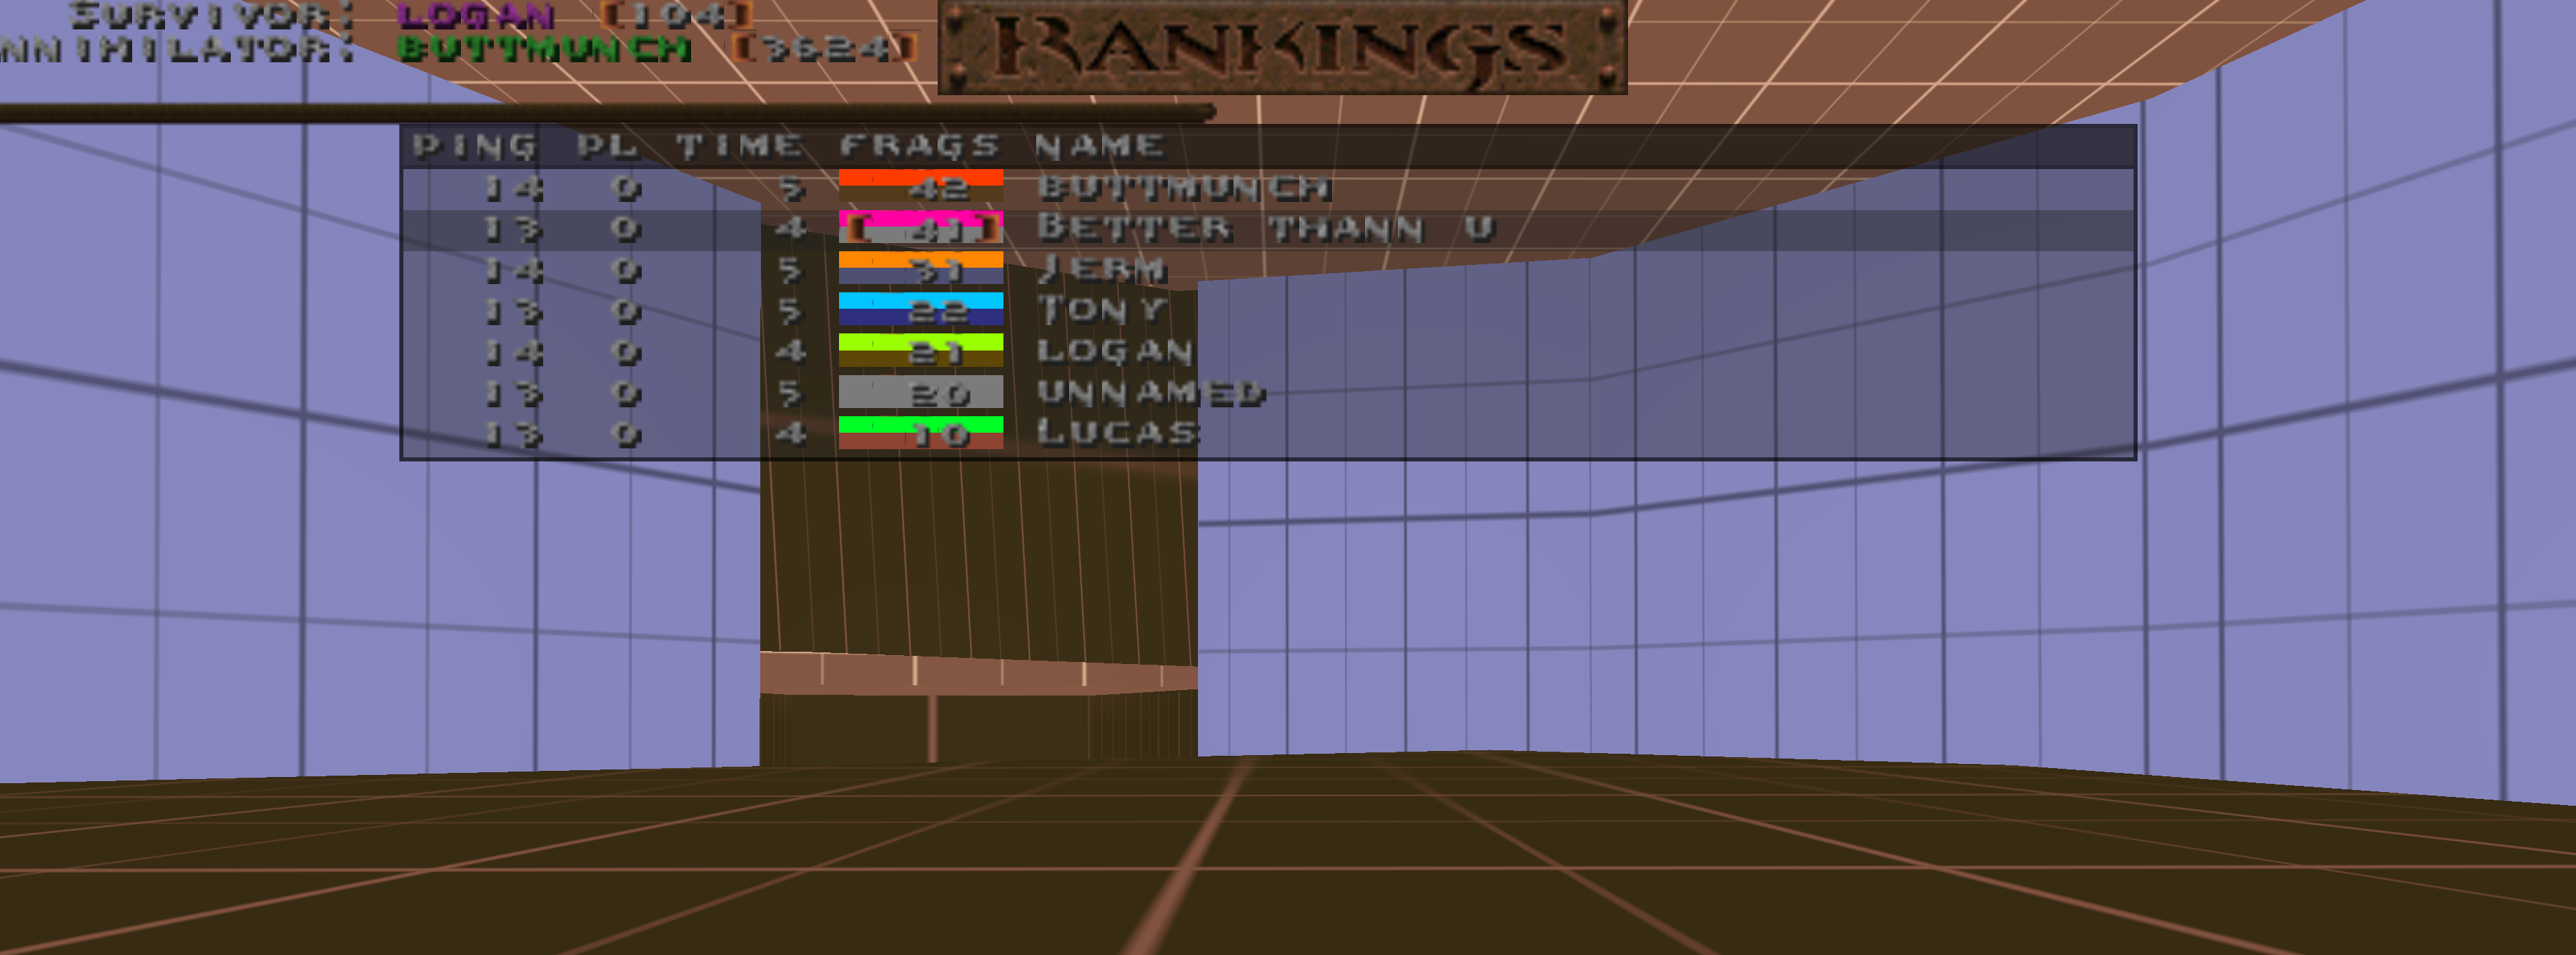 SURVIVOR: LOGAN [104]
NNIHILATOR: BUTTMUNCH [3624]
RANKINGS
PING PL TIME FRAGS NAME
14 0 5 42 BUTTMUNCH
13 0 4 [ 41 ] BETTER THANN U
14 0 5 31 JERM
13 0 5 22 TONY
14 0 4 21 LOGAN
13 0 5 20 UNNAMED
13 0 4 10 LUCAS